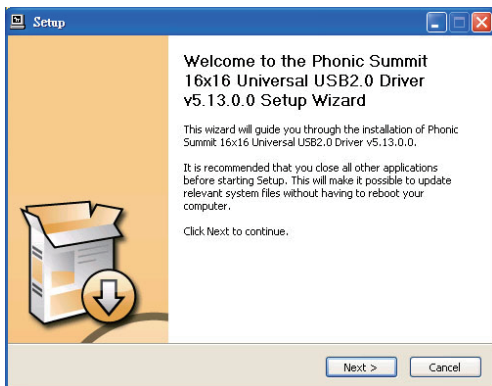 Setup
Welcome to the Phonic Summit
16x16 Universal USB2.0 Driver
v5.13.0.0 Setup Wizard
This wizard will guide you through the installation of Phonic
Summit 16x16 Universal USB2.0 Driver v5.13.0.0.
It is recommended that you close all other applications
before starting Setup. This will make it possible to update
relevant system files without having to reboot your
computer.
Click Next to continue.
Next >
Cancel